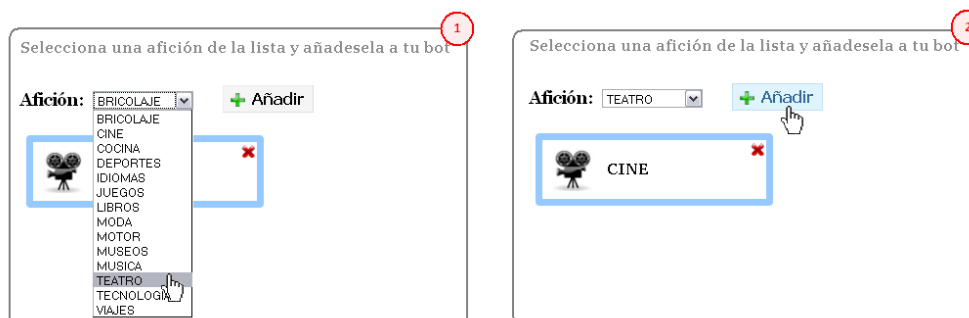 1
Selecciona una afición de la lista y añadesela a tu bot
Afición: BRICOLAJE Añadir
BRICOLAJE
CINE
COCINA
DEPORTES
IDIOMAS
JUEGOS
LIBROS
MODA
MOTOR
MUSEOS
MUSICA
TEATRO
TECNOLOGIA
VIAJES
2
Selecciona una afición de la lista y añadesela a tu bot
Afición: TEATRO Añadir
CINE